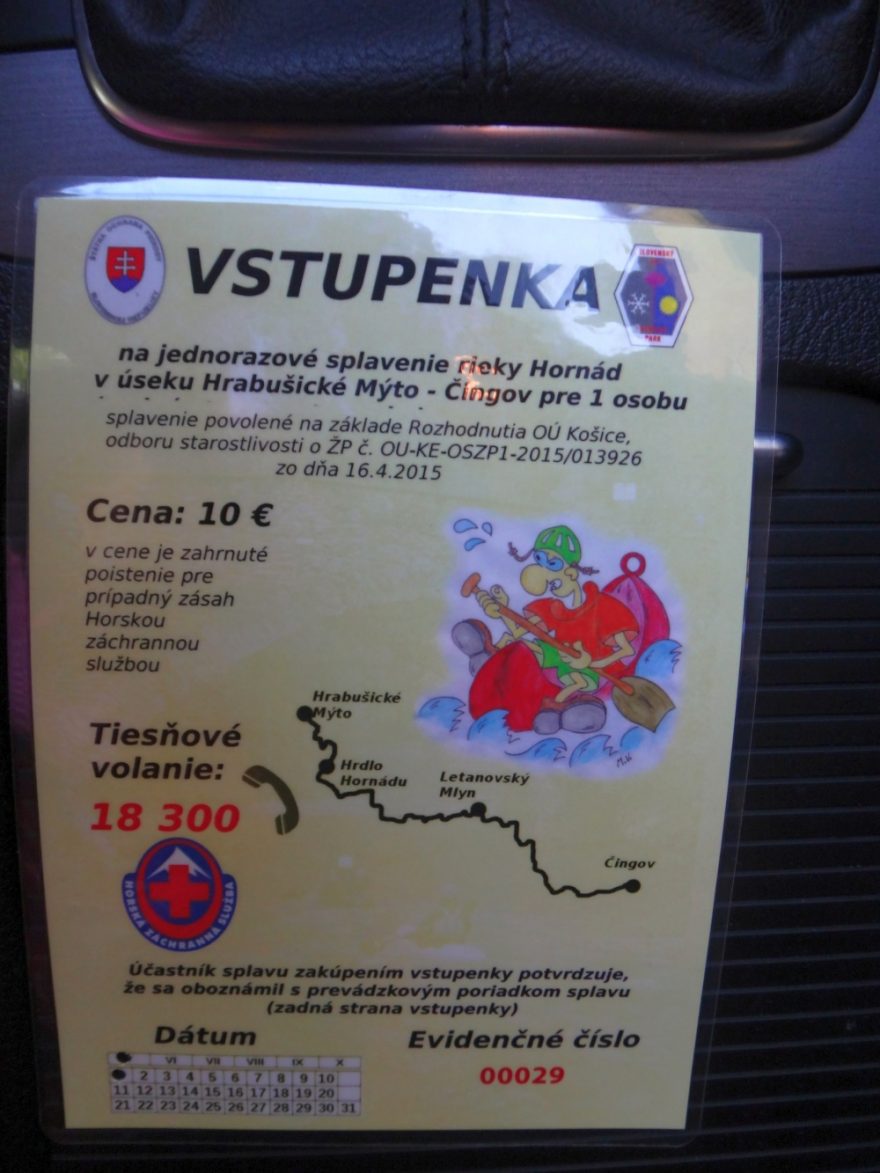 VSTUPENKA
na jednorazové splavenie rieky Hornád
v úseku Hrabušické Mýto - Čingov pre 1 osobu
splavenie povolené na základe Rozhodnutia OÚ Košice,
odboru starostlivosti o ŽP č. OU-KE-OSZP1-2015/013926
zo dňa 16.4.2015
Cena: 10 €
v cene je zahrnuté
poistenie pre
prípadný zásah
Horskou
záchrannou
službou
M.V.
Hrabušické
Mýto
Tiesňové
volanie:
18 300
Hrdlo
Hornádu
Letanovský
Mlyn
Čingov
HORSKÁ ZÁCHRANNÁ SLUŽBA
Účastník splavu zakúpením vstupenky potvrdzuje,
že sa oboznámil s prevádzkovým poriadkom splavu
(zadná strana vstupenky)
Dátum
Evidenčné číslo
00029
VI VII VIII IX X
2 3 4 5 6 7 8 9 10
11 12 13 14 15 16 17 18 19 20
21 22 23 24 25 26 27 28 29 30 31